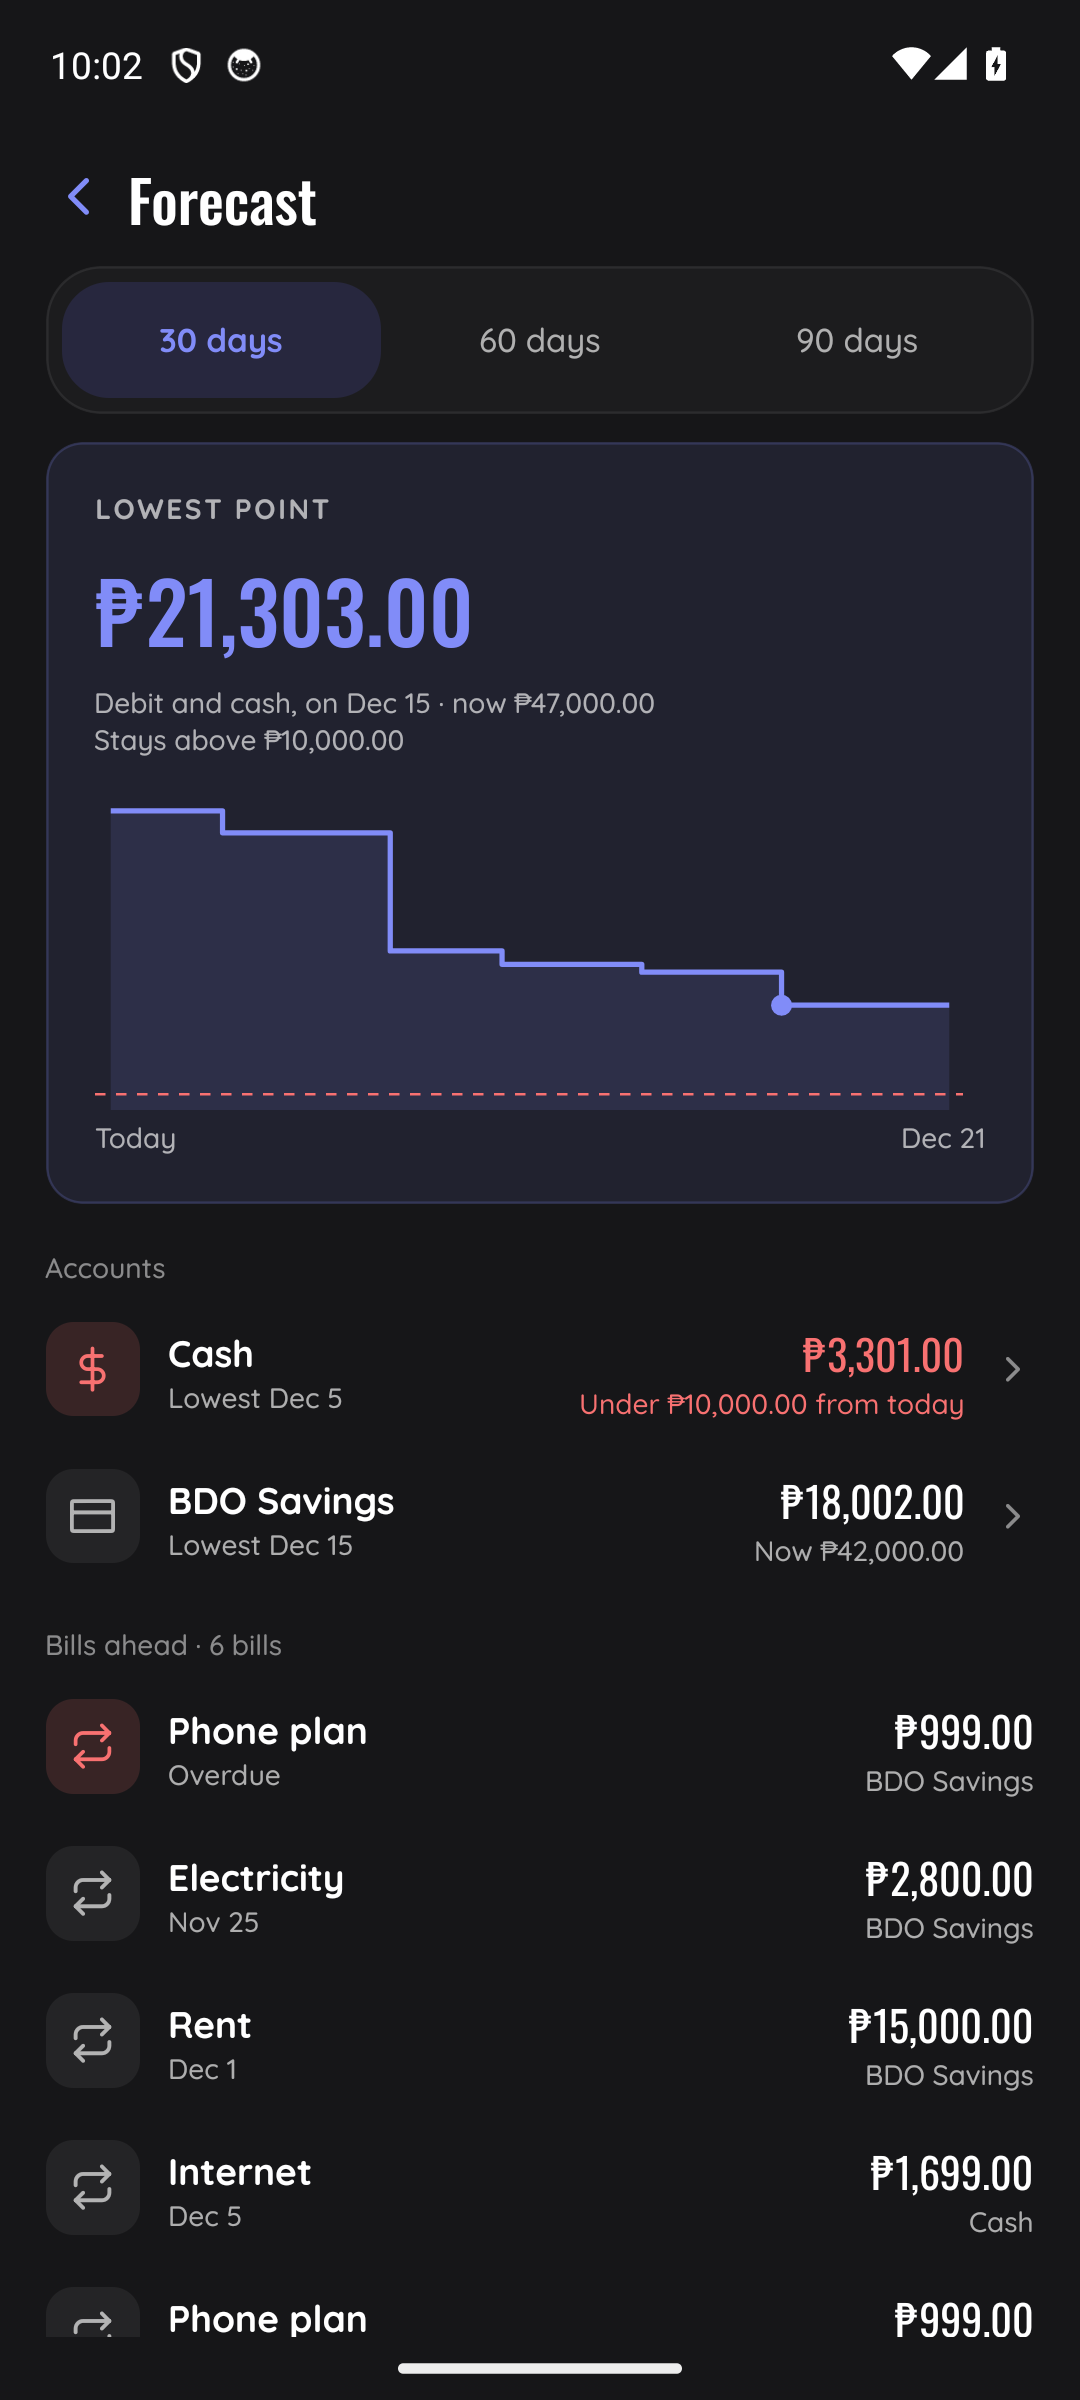 10:02
Forecast
30 days
60 days
90 days
LOWEST POINT
₱21,303.00
Debit and cash, on Dec 15 · now ₱47,000.00
Stays above ₱10,000.00
Today
Dec 21
Accounts
Cash
₱3,301.00
Lowest Dec 5
Under ₱10,000.00 from today
BDO Savings
₱18,002.00
Lowest Dec 15
Now ₱42,000.00
Bills ahead · 6 bills
Phone plan
₱999.00
Overdue
BDO Savings
Electricity
₱2,800.00
Nov 25
BDO Savings
Rent
₱15,000.00
Dec 1
BDO Savings
Internet
₱1,699.00
Dec 5
Cash
Phone plan
₱999.00